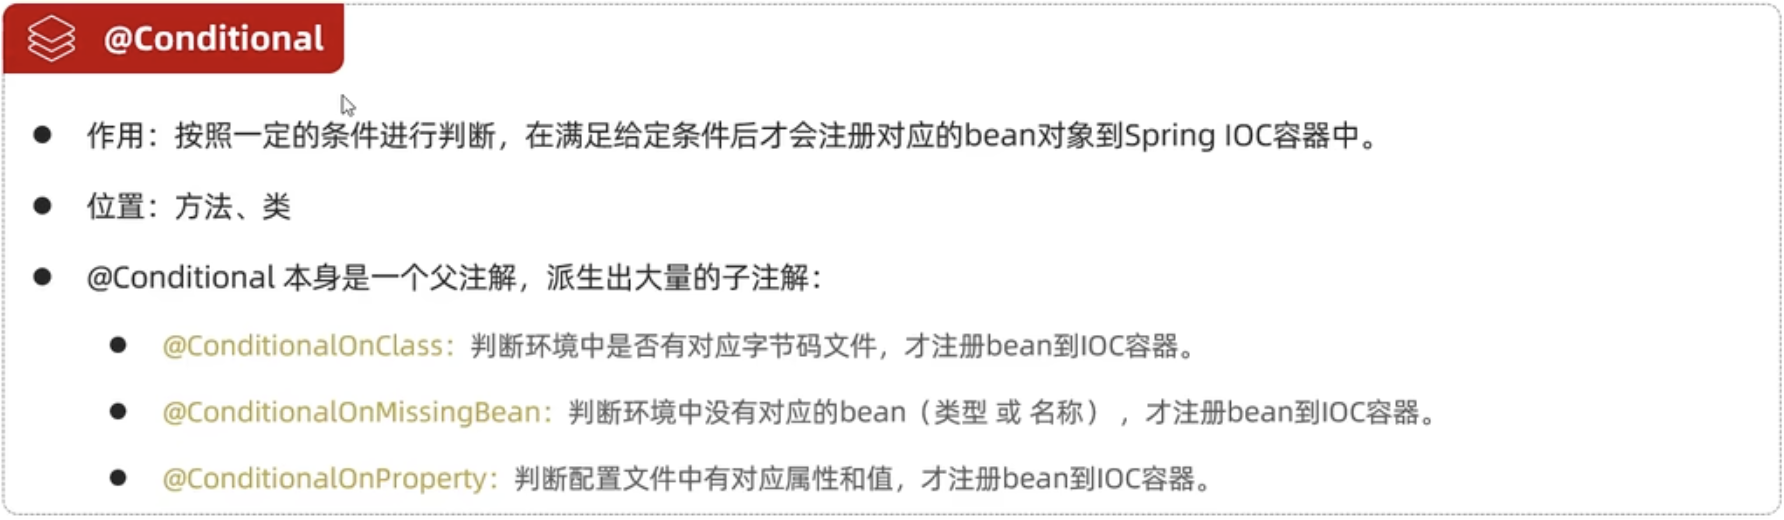 @Conditional
作用：按照一定的条件进行判断，在满足给定条件后才会注册对应的bean对象到Spring IOC容器中。
位置：方法、类
@Conditional 本身是一个父注解，派生出大量的子注解：
@ConditionalOnClass：判断环境中是否有对应字节码文件，才注册bean到IOC容器。
@ConditionalOnMissingBean：判断环境中没有对应的bean（类型 或 名称） ，才注册bean到IOC容器。
@ConditionalOnProperty：判断配置文件中有对应属性和值，才注册bean到IOC容器。